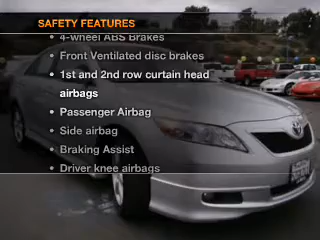 SAFETY FEATURES
• 4-wheel ABS Brakes
• Front Ventilated disc brakes
• 1st and 2nd row curtain head
airbags
• Passenger Airbag
• Side airbag
• Braking Assist
• Driver knee airbags